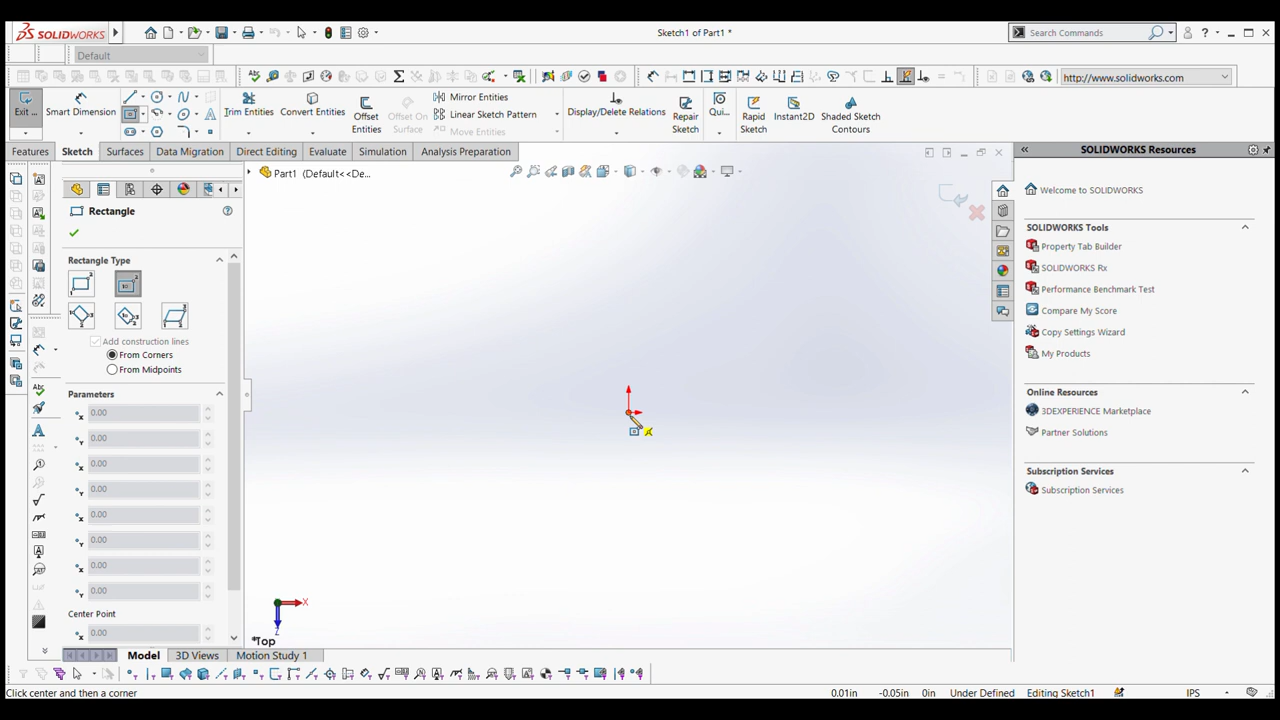 SOLIDWORKS
Sketch1 of Part1 *
Search Commands
Default
http://www.solidworks.com
Exit ...
Smart Dimension
Trim Entities
Convert Entities
Offset Entities
Offset On Surface
Mirror Entities
Linear Sketch Pattern
Move Entities
Display/Delete Relations
Repair Sketch
Qui...
Rapid Sketch
Instant2D
Shaded Sketch Contours
Features
Sketch
Surfaces
Data Migration
Direct Editing
Evaluate
Simulation
Analysis Preparation
Part1 (Default<<De...
Rectangle
Rectangle Type
Add construction lines
From Corners
From Midpoints
Parameters
0.00
0.00
0.00
0.00
0.00
0.00
0.00
0.00
Center Point
0.00
X
Z
*Top
SOLIDWORKS Resources
Welcome to SOLIDWORKS
SOLIDWORKS Tools
Property Tab Builder
SOLIDWORKS Rx
Performance Benchmark Test
Compare My Score
Copy Settings Wizard
My Products
Online Resources
3DEXPERIENCE Marketplace
Partner Solutions
Subscription Services
Subscription Services
Model
3D Views
Motion Study 1
Click center and then a corner
0.01in
-0.05in
0in
Under Defined
Editing Sketch1
IPS